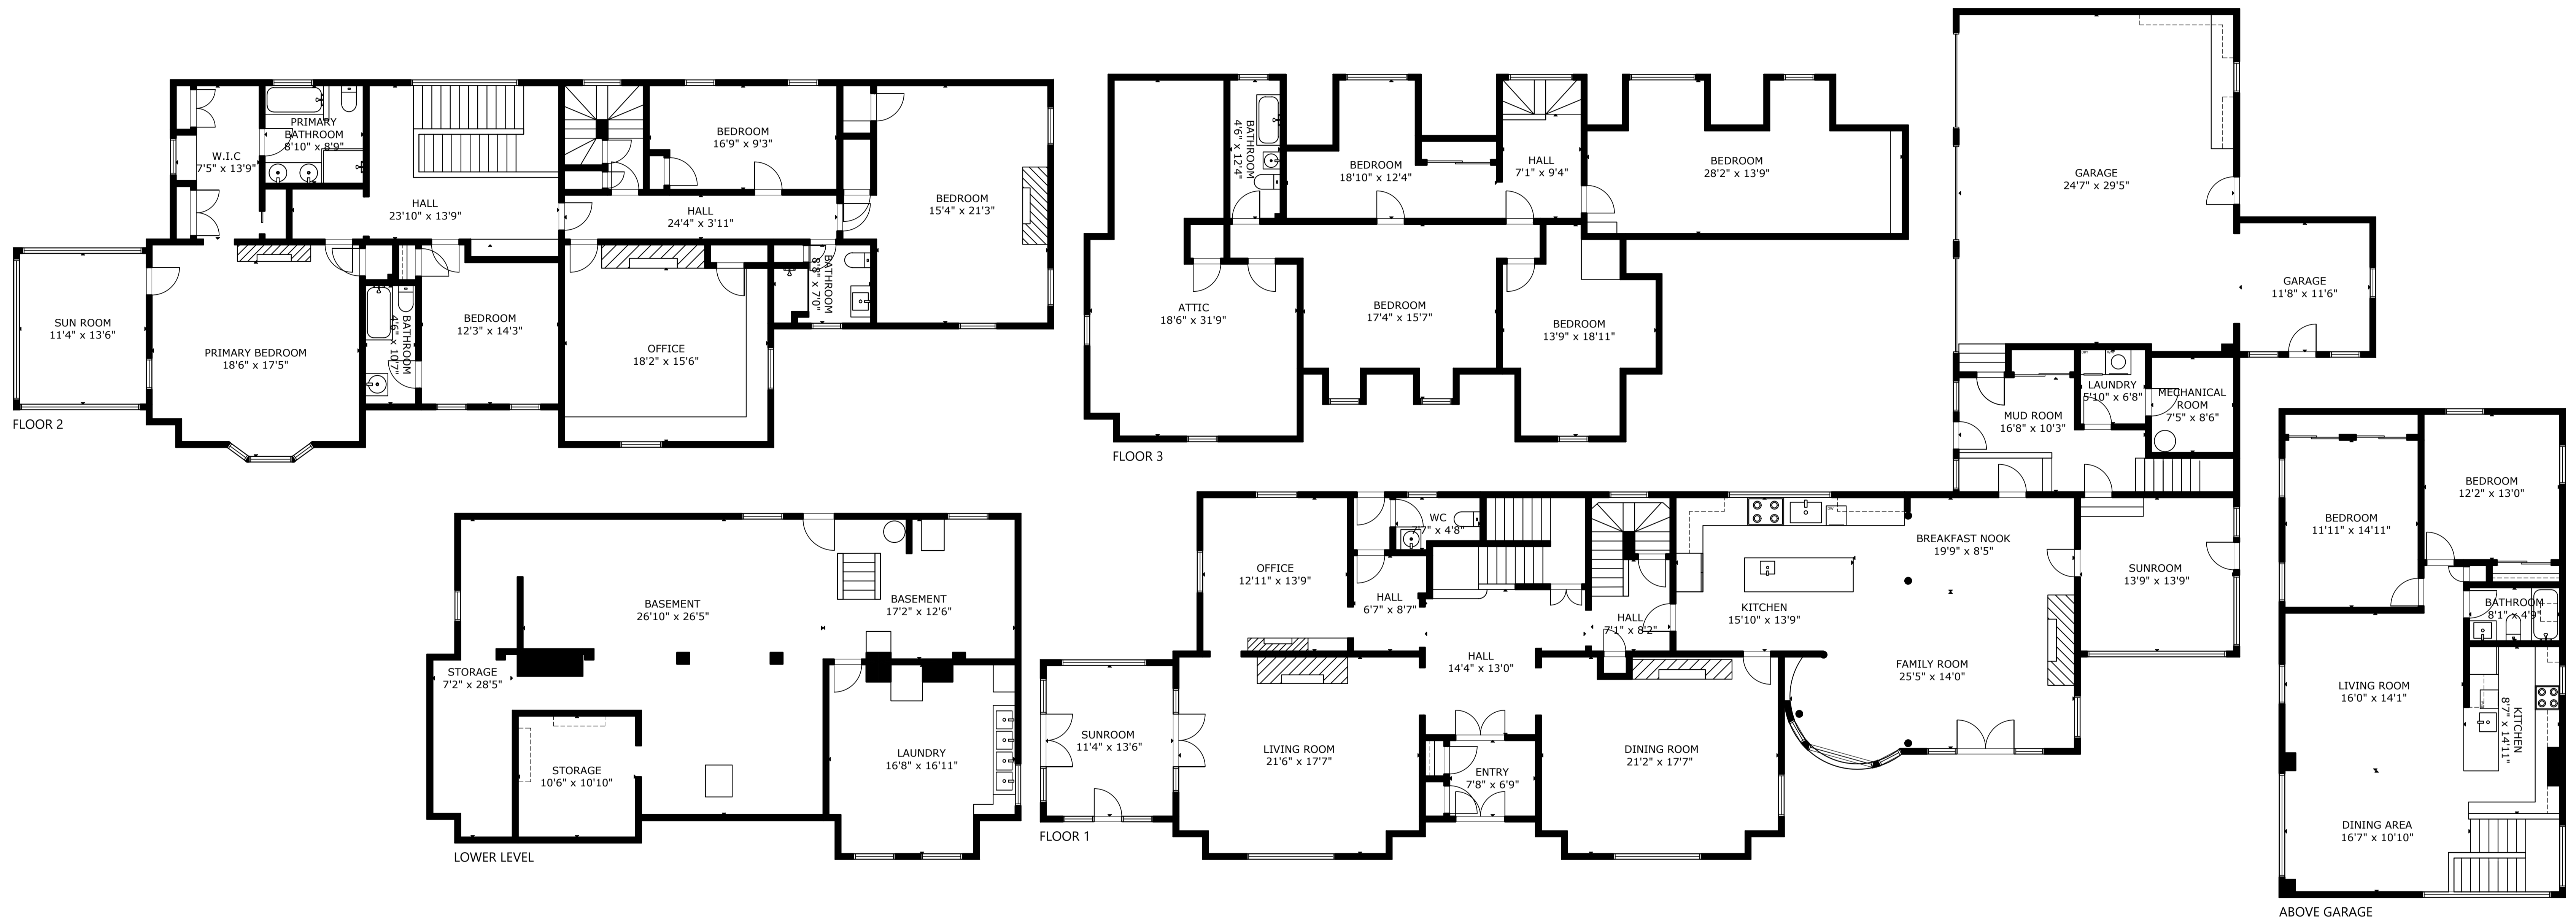 PRIMARY
BATHROOM
8'10" x 8'9"
W.I.C
7'5" x 13'9"
HALL
23'10" x 13'9"
BEDROOM
16'9" x 9'3"
HALL
24'4" x 3'11"
BEDROOM
15'4" x 21'3"
SUN ROOM
11'4" x 13'6"
PRIMARY BEDROOM
18'6" x 17'5"
BATHROOM
4'6" x 10'7"
BEDROOM
12'3" x 14'3"
OFFICE
18'2" x 15'6"
BATHROOM
8'8" x 7'0"
FLOOR 2
BATHROOM
4'6" x 12'4"
BEDROOM
18'10" x 12'4"
HALL
7'1" x 9'4"
BEDROOM
28'2" x 13'9"
ATTIC
18'6" x 31'9"
BEDROOM
17'4" x 15'7"
BEDROOM
13'9" x 18'11"
FLOOR 3
GARAGE
24'7" x 29'5"
GARAGE
11'8" x 11'6"
MUD ROOM
16'8" x 10'3"
LAUNDRY
5'10" x 6'8"
MECHANICAL
ROOM
7'5" x 8'6"
OFFICE
12'11" x 13'9"
WC
7'7" x 4'8"
HALL
6'7" x 8'7"
HALL
14'4" x 13'0"
HALL
7'1" x 8'2"
KITCHEN
15'10" x 13'9"
BREAKFAST NOOK
19'9" x 8'5"
SUNROOM
13'9" x 13'9"
FAMILY ROOM
25'5" x 14'0"
SUNROOM
11'4" x 13'6"
LIVING ROOM
21'6" x 17'7"
ENTRY
7'8" x 6'9"
DINING ROOM
21'2" x 17'7"
FLOOR 1
BASEMENT
26'10" x 26'5"
BASEMENT
17'2" x 12'6"
STORAGE
7'2" x 28'5"
STORAGE
10'6" x 10'10"
LAUNDRY
16'8" x 16'11"
LOWER LEVEL
BEDROOM
11'11" x 14'11"
BEDROOM
12'2" x 13'0"
BATHROOM
8'1" x 4'9"
LIVING ROOM
16'0" x 14'1"
KITCHEN
8'7" x 14'11"
DINING AREA
16'7" x 10'10"
ABOVE GARAGE